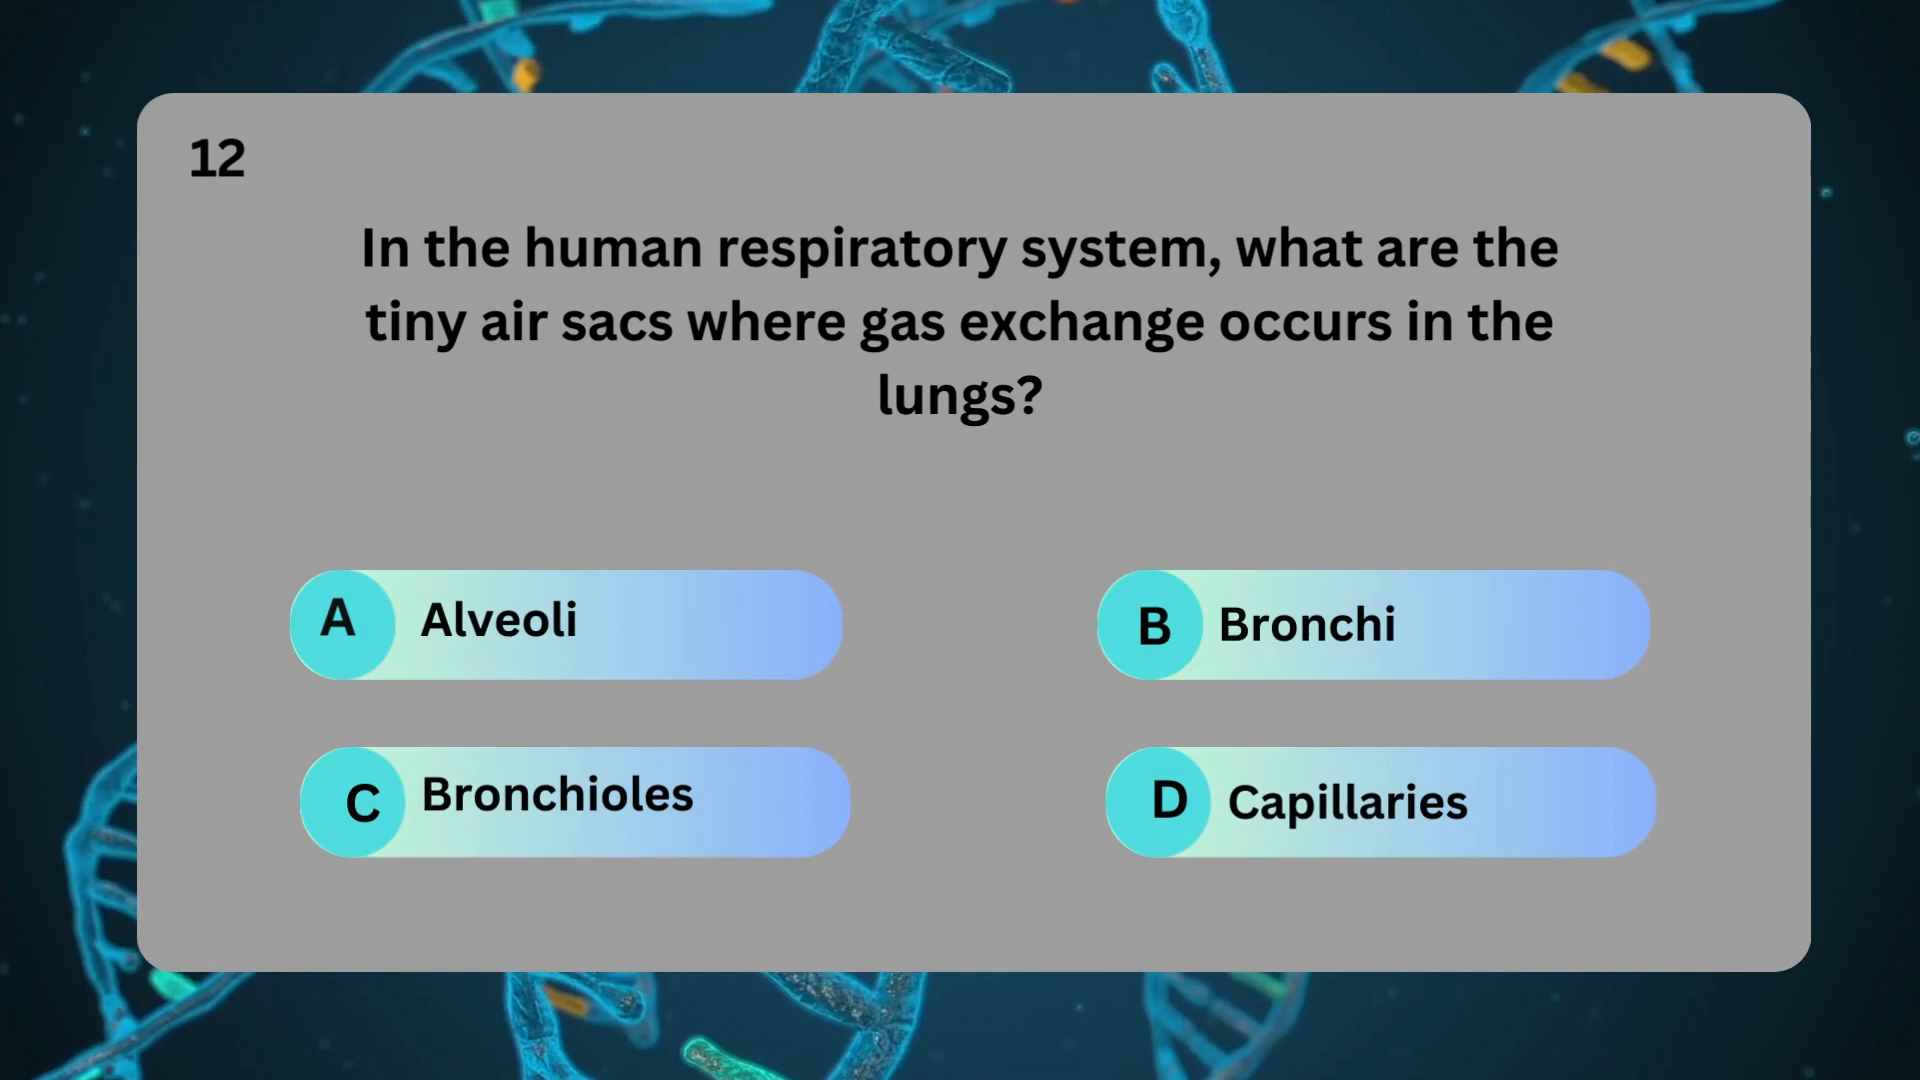 12
In the human respiratory system, what are the
tiny air sacs where gas exchange occurs in the
lungs?
A Alveoli
B Bronchi
C Bronchioles
D Capillaries